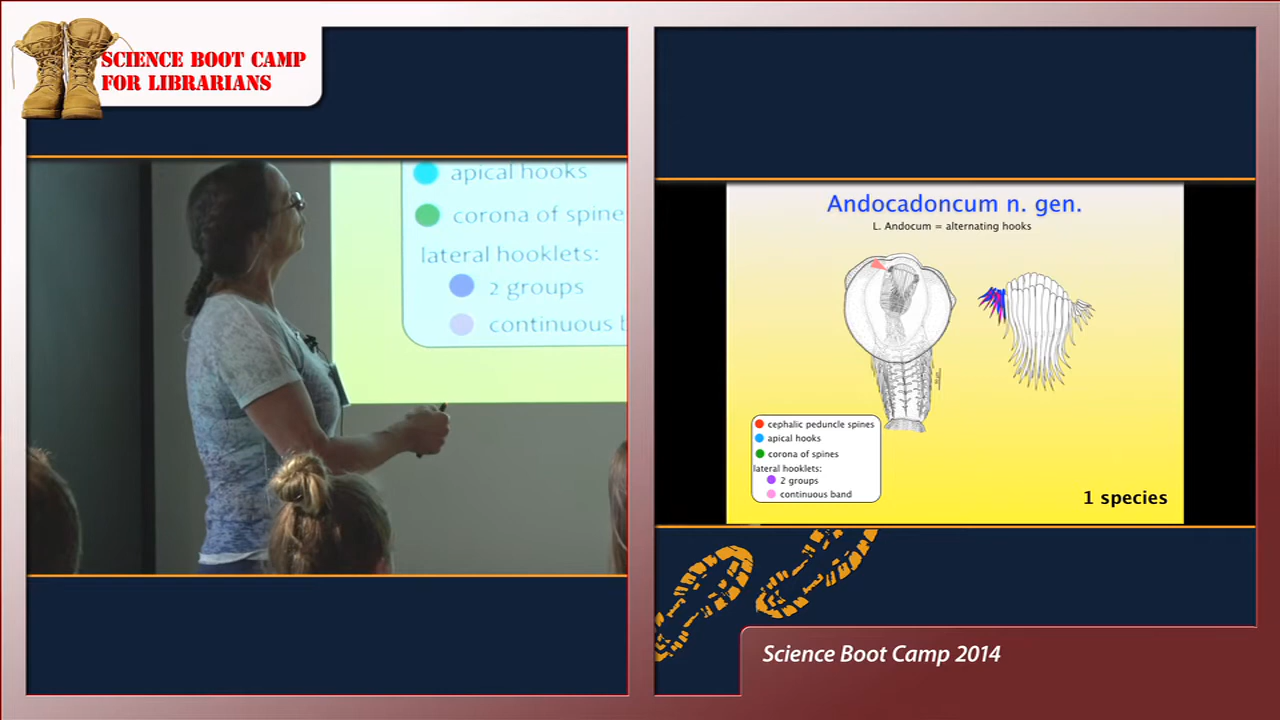 SCIENCE BOOT CAMP
FOR LIBRARIANS
apical hooks
corona of spine
lateral hooklets:
2 groups
continuous b
Andocadoncum n. gen.
L. Andocum = alternating hooks
cephalic peduncle spines
apical hooks
corona of spines
lateral hooklets:
2 groups
continuous band
1 species
Science Boot Camp 2014